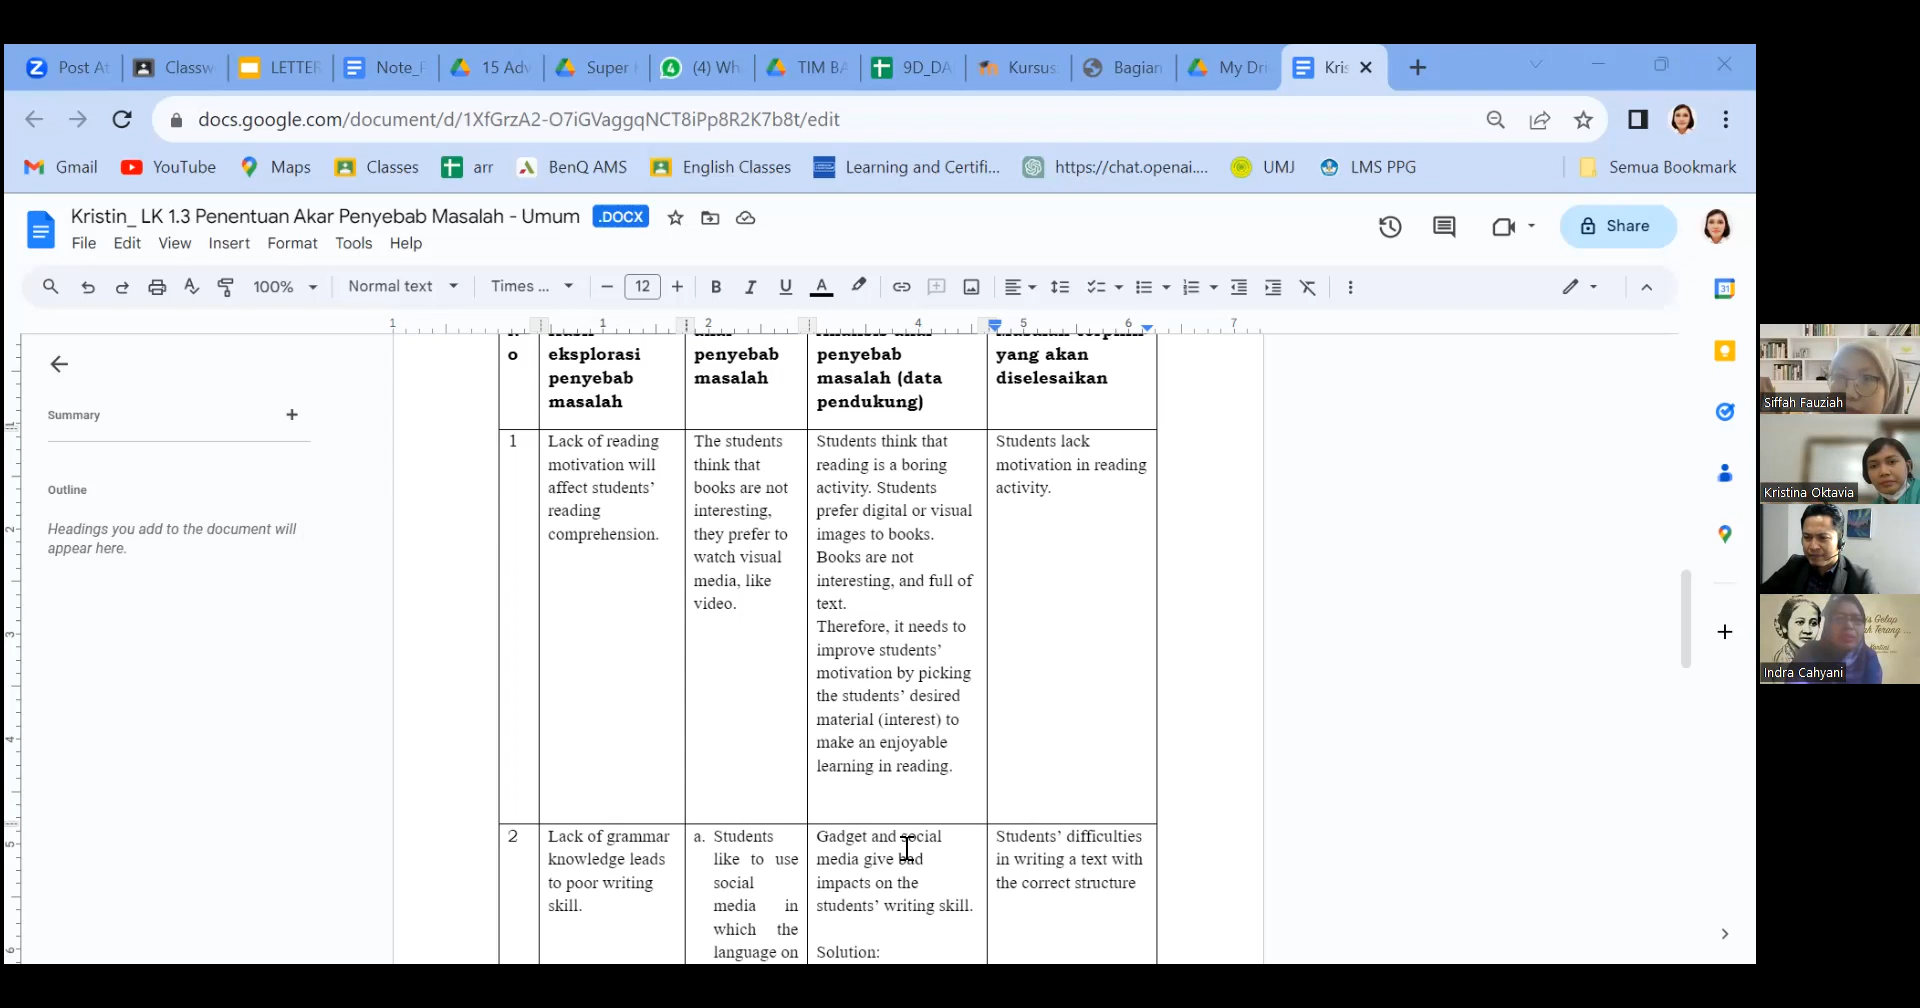 Post At
Classw
LETTER
Note_F
15 Adv
Super
(4) Wh
TIM BA
9D_DA
Kursus
Bagian
My Dri
Kris
docs.google.com/document/d/1XfGrzA2-O7iGVaggqNCT8iPp8R2K7b8t/edit
Gmail
YouTube
Maps
Classes
arr
BenQ AMS
English Classes
Learning and Certifi...
https://chat.openai....
UMJ
LMS PPG
Semua Bookmark
Kristin_ LK 1.3 Penentuan Akar Penyebab Masalah - Umum
.DOCX
File Edit View Insert Format Tools Help
Share
100%
Normal text
Times ...
12
B I U A
31
1 1 2 4 5 6 7
Summary
Outline
Headings you add to the document will
appear here.
o
eksplorasi
penyebab
masalah
penyebab
masalah
penyebab
masalah (data
pendukung)
yang akan
diselesaikan
1
Lack of reading
motivation will
affect students’
reading
comprehension.
The students
think that
books are not
interesting,
they prefer to
watch visual
media, like
video.
Students think that
reading is a boring
activity. Students
prefer digital or visual
images to books.
Books are not
interesting, and full of
text.
Therefore, it needs to
improve students’
motivation by picking
the students’ desired
material (interest) to
make an enjoyable
learning in reading.
Students lack
motivation in reading
activity.
2
Lack of grammar
knowledge leads
to poor writing
skill.
a. Students
like to use
social
media in
which the
language on
Gadget and social
media give bad
impacts on the
students’ writing skill.
Solution:
Students’ difficulties
in writing a text with
the correct structure
Siffah Fauziah
Kristina Oktavia
Indra Cahyani